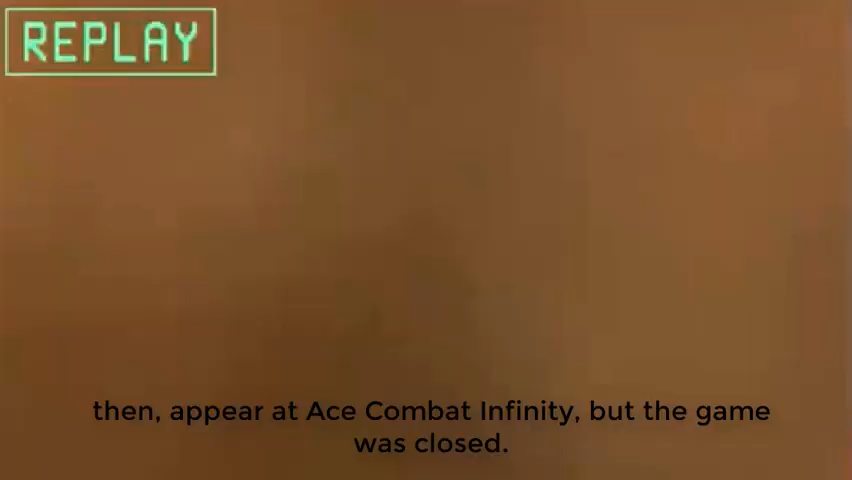 REPLAY
then, appear at Ace Combat Infinity, but the game
was closed.